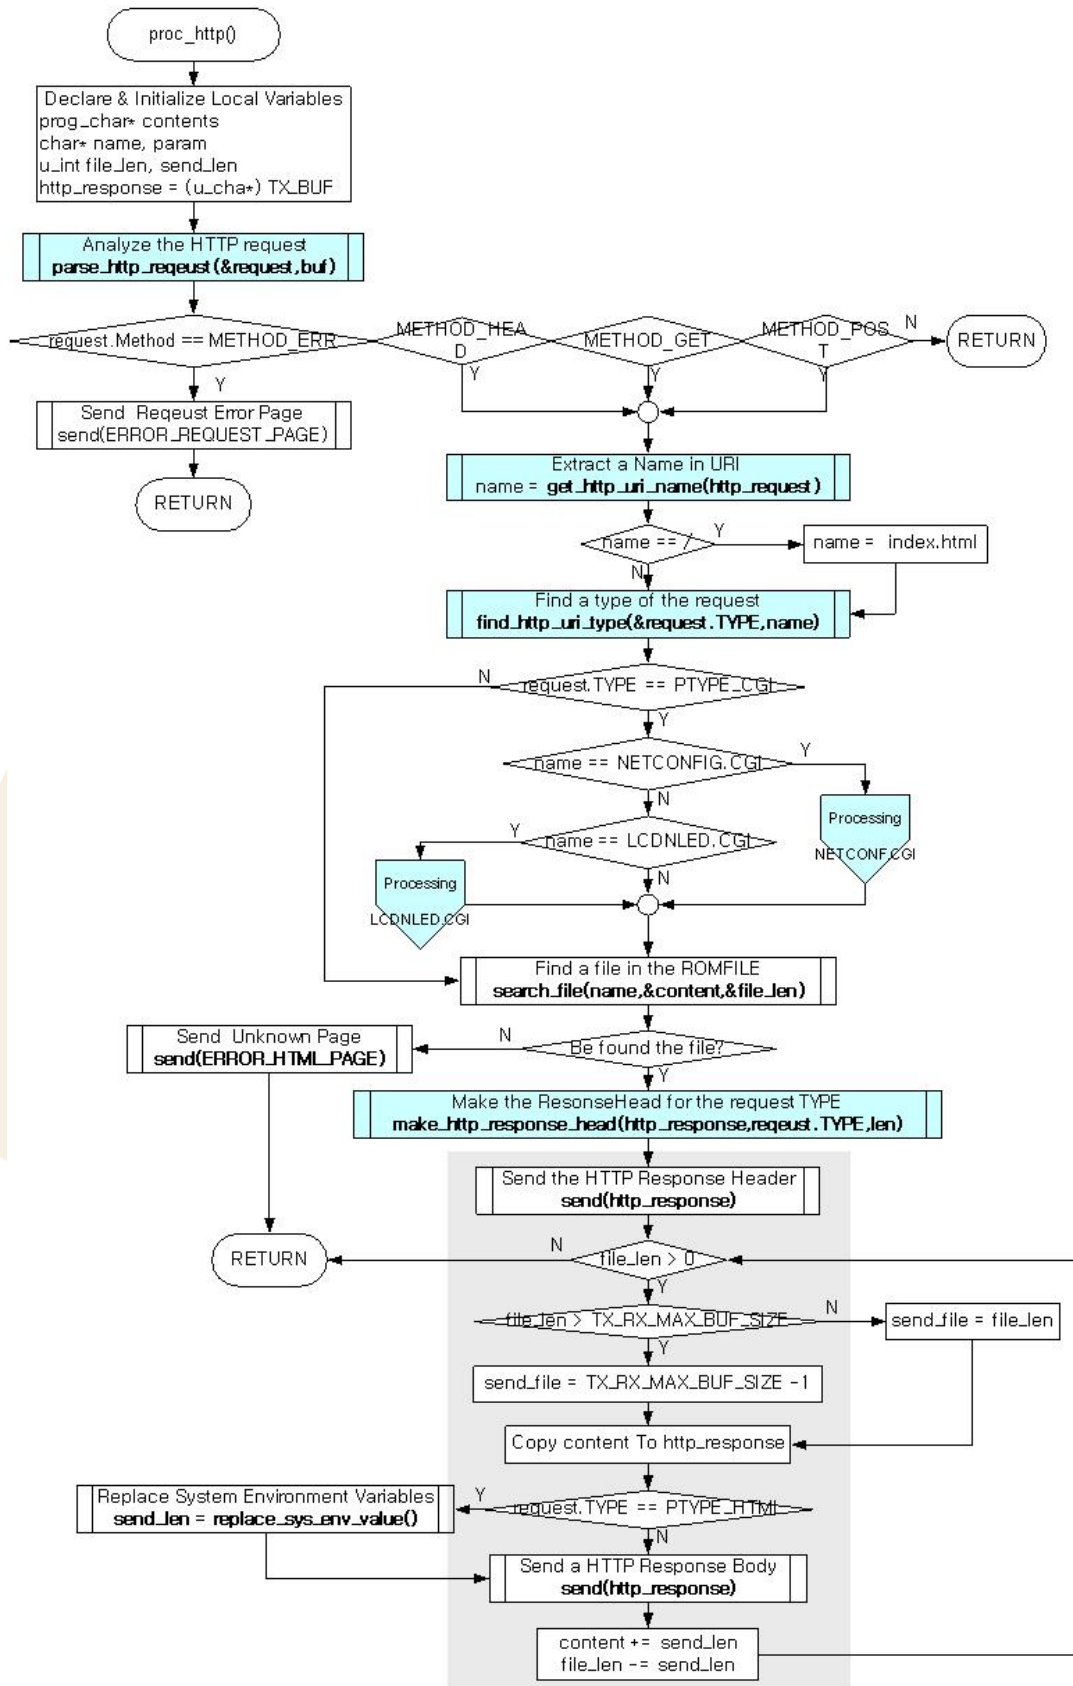 proc_http()
Declare & Initialize Local Variables
prog_char* contents
char* name, param
u_int file_len, send_len
http_response = (u_cha*) TX_BUF
Analyze the HTTP request
parse_http_reqeust(&request,buf)
request.Method == METHOD_ERR
METHOD_HEA
D
METHOD_GET
METHOD_POS
T
N
RETURN
Y
Y
Y
Y
Send Reqeust Error Page
send(ERROR_REQUEST_PAGE)
RETURN
Extract a Name in URI
name = get_http_uri_name(http_request)
name == /
Y
name = index.html
N
Find a type of the request
find_http_uri_type(&request.TYPE,name)
N
request.TYPE == PTYPE_CGI
Y
name == NETCONFIG.CGI
Y
N
Processing
NETCONF.CGI
Y
name == LCDNLED.CGI
N
Processing
LCDNLED.CGI
Find a file in the ROMFILE
search_file(name,&content,&file_len)
Send Unknown Page
send(ERROR_HTML_PAGE)
N
Be found the file?
Y
Make the ResonseHead for the request TYPE
make_http_response_head(http_response,reqeust.TYPE,len)
Send the HTTP Response Header
send(http_response)
RETURN
N
file_len > 0
Y
file_len > TX_RX_MAX_BUF_SIZE
N
send_file = file_len
Y
send_file = TX_RX_MAX_BUF_SIZE -1
Copy content To http_response
Replace System Environment Variables
send_len = replace_sys_env_value()
Y
request.TYPE == PTYPE_HTML
N
Send a HTTP Response Body
send(http_response)
content += send_len
file_len -= send_len